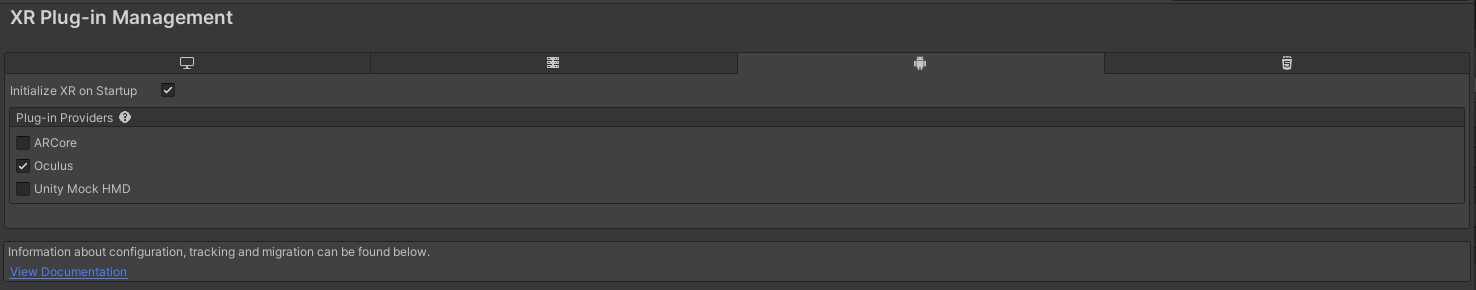 XR Plug-in Management
Initialize XR on Startup
Plug-in Providers
ARCore
Oculus
Unity Mock HMD
Information about configuration, tracking and migration can be found below.
View Documentation